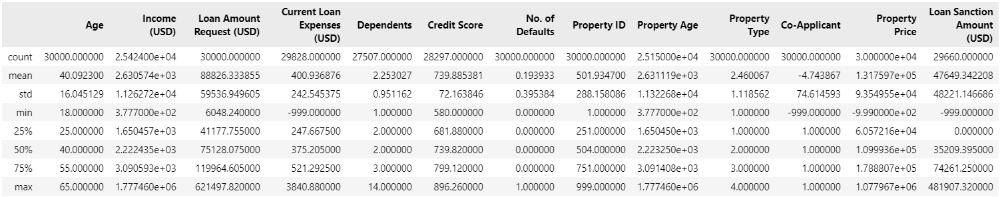 Age Income (USD) Loan Amount Request (USD) Current Loan Expenses (USD) Dependents Credit Score No. of Defaults Property ID Property Age Property Type Co-Applicant Property Price Loan Sanction Amount (USD)
count 30000.000000 2.542400e+04 30000.000000 29828.000000 27507.000000 28297.000000 30000.000000 30000.000000 2.515000e+04 30000.000000 30000.000000 3.000000e+04 29660.000000
mean 40.092300 2.630574e+03 88826.333855 400.936876 2.253027 739.885381 0.193933 501.934700 2.631119e+03 2.460067 -4.743867 1.317597e+05 47649.342208
std 16.045129 1.126272e+04 59536.949605 242.545375 0.951162 72.163846 0.395384 288.158086 1.132268e+04 1.118562 74.614593 9.354955e+04 48221.146686
min 18.000000 3.777000e+02 6048.240000 -999.000000 1.000000 580.000000 0.000000 1.000000 3.777000e+02 1.000000 -999.000000 -9.990000e+02 -999.000000
25% 25.000000 1.650457e+03 41177.755000 247.667500 2.000000 681.880000 0.000000 251.000000 1.650450e+03 1.000000 1.000000 6.057216e+04 0.000000
50% 40.000000 2.222435e+03 75128.075000 375.205000 2.000000 739.820000 0.000000 504.000000 2.223250e+03 2.000000 1.000000 1.099936e+05 35209.395000
75% 55.000000 3.090593e+03 119964.605000 521.292500 3.000000 799.120000 0.000000 751.000000 3.091408e+03 3.000000 1.000000 1.788807e+05 74261.250000
max 65.000000 1.777460e+06 621497.820000 3840.880000 14.000000 896.260000 1.000000 999.000000 1.777460e+06 4.000000 1.000000 1.077967e+06 481907.320000